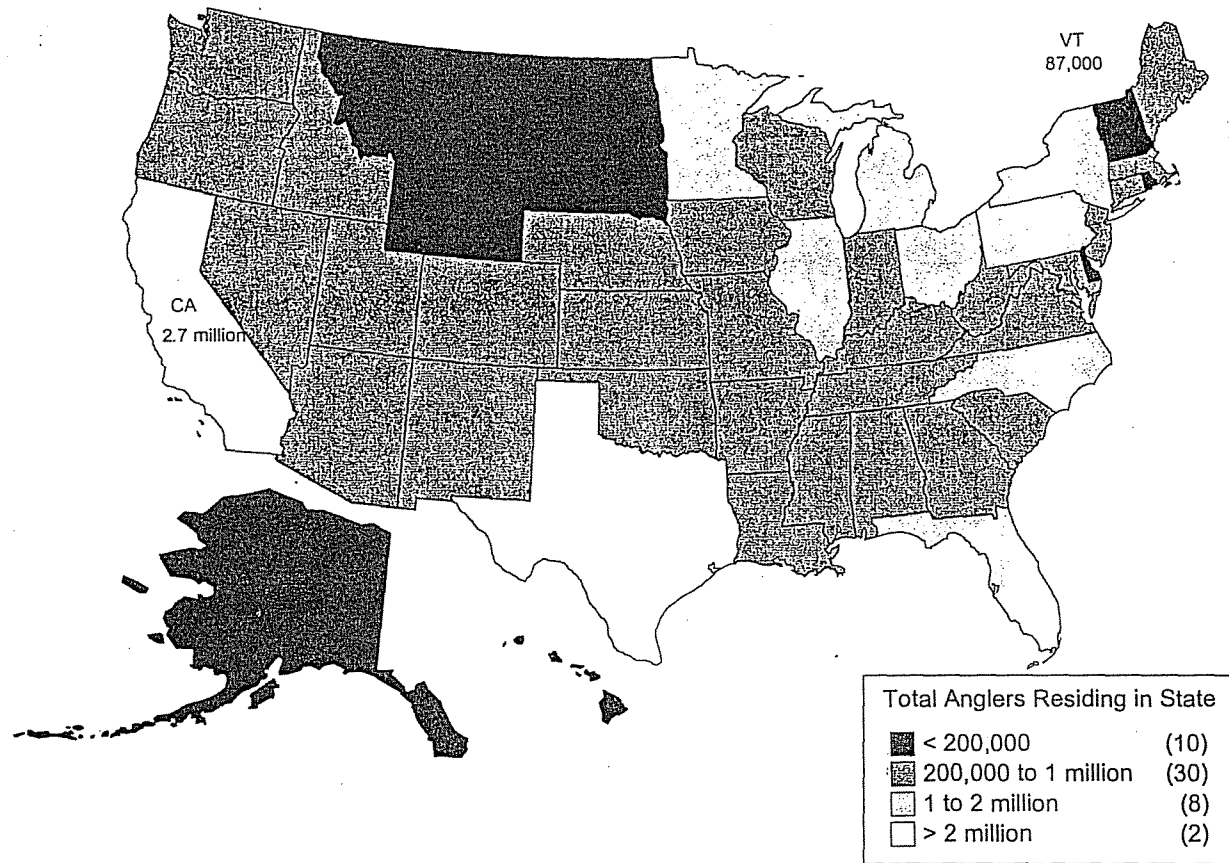 VT
87,000
CA
2.7 million
Total Anglers Residing in State
< 200,000 (10)
200,000 to 1 million (30)
1 to 2 million (8)
> 2 million (2)